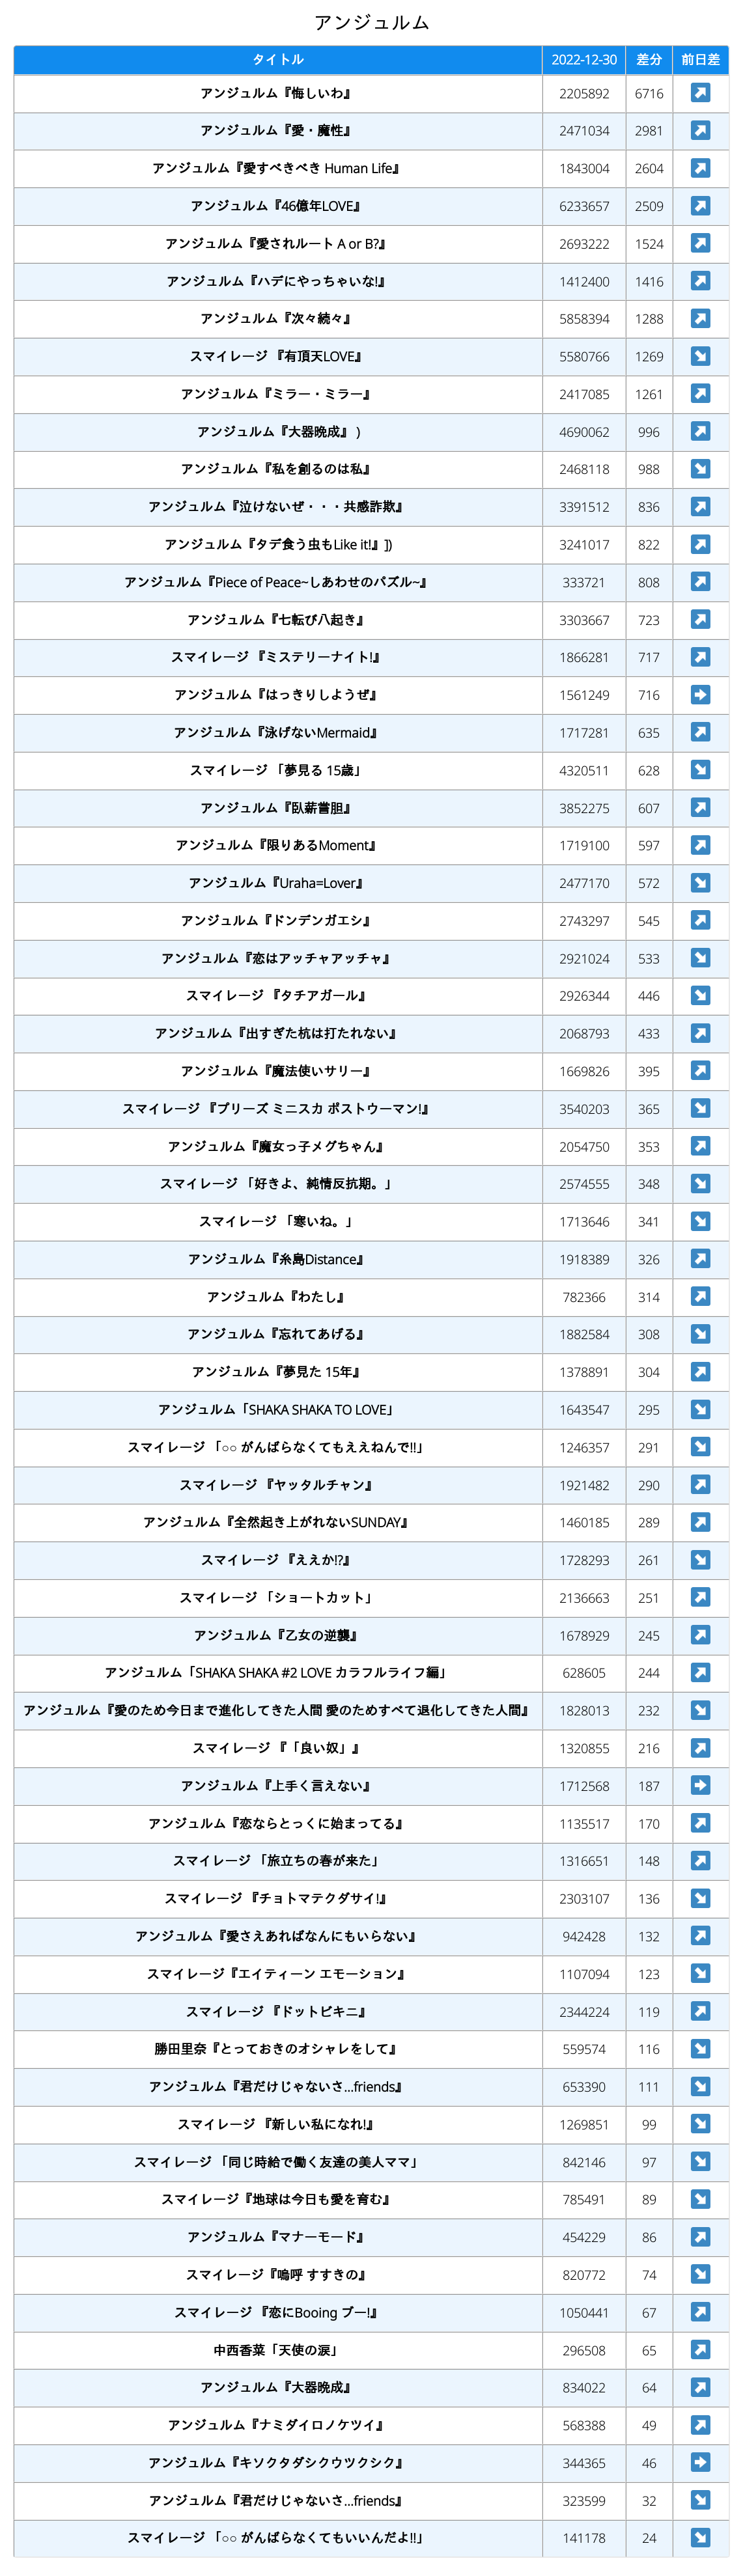 アンジュルム
タイトル 2022-12-30 差分 前日差
アンジュルム『悔しいわ』 2205892 6716 ↗
アンジュルム『愛・魔性』 2471034 2981 ↗
アンジュルム『愛すべきべき Human Life』 1843004 2604 ↗
アンジュルム『46億年LOVE』 6233657 2509 ↗
アンジュルム『愛されルート A or B?』 2693222 1524 ↗
アンジュルム『ハデにやっちゃいな!』 1412400 1416 ↗
アンジュルム『次々続々』 5858394 1288 ↗
スマイレージ 『有頂天LOVE』 5580766 1269 ↘
アンジュルム『ミラー・ミラー』 2417085 1261 ↗
アンジュルム『大器晩成』 ) 4690062 996 ↗
アンジュルム『私を創るのは私』 2468118 988 ↘
アンジュルム『泣けないぜ・・・共感詐欺』 3391512 836 ↗
アンジュルム『タデ食う虫もLike it!』]) 3241017 822 ↗
アンジュルム『Piece of Peace~しあわせのパズル~』 333721 808 ↗
アンジュルム『七転び八起き』 3303667 723 ↗
スマイレージ 『ミステリーナイト!』 1866281 717 ↗
アンジュルム『はっきりしようぜ』 1561249 716 ➡
アンジュルム『泳げないMermaid』 1717281 635 ↗
スマイレージ 「夢見る 15歳」 4320511 628 ↘
アンジュルム『臥薪嘗胆』 3852275 607 ↗
アンジュルム『限りあるMoment』 1719100 597 ↗
アンジュルム『Uraha=Lover』 2477170 572 ↘
アンジュルム『ドンデンガエシ』 2743297 545 ↗
アンジュルム『恋はアッチャアッチャ』 2921024 533 ↘
スマイレージ 『タチアガール』 2926344 446 ↘
アンジュルム『出すぎた杭は打たれない』 2068793 433 ↗
アンジュルム『魔法使いサリー』 1669826 395 ↗
スマイレージ 『プリーズ ミニスカ ポストウーマン!』 3540203 365 ↘
アンジュルム『魔女っ子メグちゃん』 2054750 353 ↗
スマイレージ 「好きよ、純情反抗期。」 2574555 348 ↘
スマイレージ 「寒いね。」 1713646 341 ↘
アンジュルム『糸島Distance』 1918389 326 ↗
アンジュルム『わたし』 782366 314 ↗
アンジュルム『忘れてあげる』 1882584 308 ↘
アンジュルム『夢見た 15年』 1378891 304 ↗
アンジュルム「SHAKA SHAKA TO LOVE」 1643547 295 ↘
スマイレージ 「○○ がんばらなくてもええねんで!!」 1246357 291 ↘
スマイレージ 『ヤッタルチャン』 1921482 290 ↗
アンジュルム『全然起き上がれないSUNDAY』 1460185 289 ↗
スマイレージ 『ええか!?』 1728293 261 ↘
スマイレージ 「ショートカット」 2136663 251 ↗
アンジュルム『乙女の逆襲』 1678929 245 ↗
アンジュルム「SHAKA SHAKA #2 LOVE カラフルライフ編」 628605 244 ↗
アンジュルム『愛のため今日まで進化してきた人間 愛のためすべて退化してきた人間』 1828013 232 ↘
スマイレージ 『「良い奴」』 1320855 216 ↗
アンジュルム『上手く言えない』 1712568 187 ➡
アンジュルム『恋ならとっくに始まってる』 1135517 170 ↗
スマイレージ 「旅立ちの春が来た」 1316651 148 ↗
スマイレージ 『チョトマテクダサイ!』 2303107 136 ↘
アンジュルム『愛さえあればなんにもいらない』 942428 132 ↗
スマイレージ『エイティーン エモーション』 1107094 123 ↘
スマイレージ 『ドットビキニ』 2344224 119 ↗
勝田里奈『とっておきのオシャレをして』 559574 116 ↘
アンジュルム『君だけじゃないさ...friends』 653390 111 ↘
スマイレージ 『新しい私になれ!』 1269851 99 ↘
スマイレージ 「同じ時給で働く友達の美人ママ」 842146 97 ↘
スマイレージ『地球は今日も愛を育む』 785491 89 ↘
アンジュルム『マナーモード』 454229 86 ↗
スマイレージ『嗚呼 すすきの』 820772 74 ↘
スマイレージ 『恋にBooing ブー!』 1050441 67 ↗
中西香菜「天使の涙」 296508 65 ↗
アンジュルム『大器晩成』 834022 64 ↗
アンジュルム『ナミダイロノケツイ』 568388 49 ↗
アンジュルム『キソクタダシクウツクシク』 344365 46 ➡
アンジュルム『君だけじゃないさ...friends』 323599 32 ↘
スマイレージ 「○○ がんばらなくてもいいんだよ!!」 141178 24 ↘